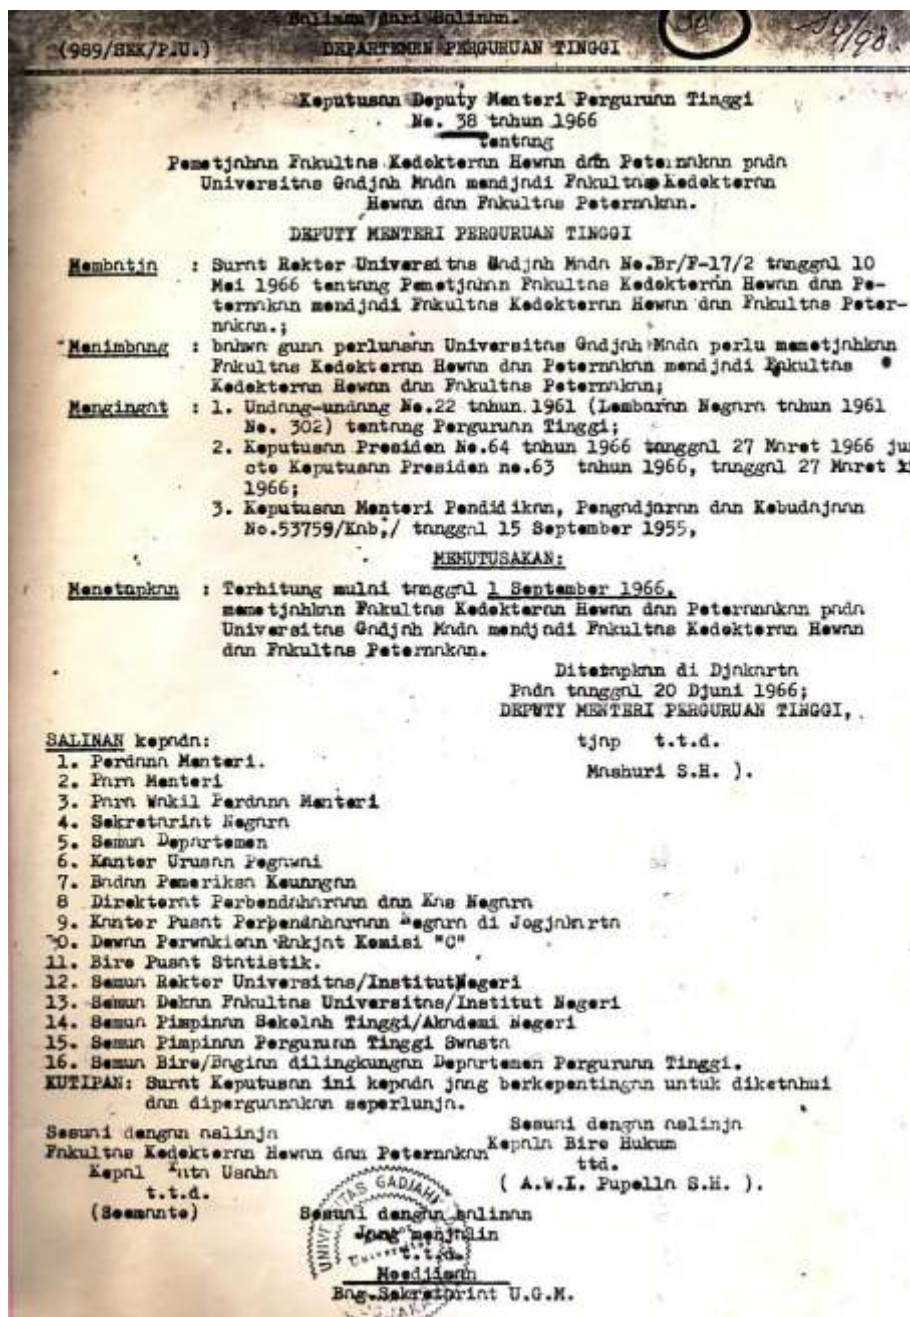 Salinan dari Salinan.
(989/SEK/P.U.) DEPARTEMEN PERGURUAN TINGGI
Keputusan Deputy Menteri Perguruan Tinggi
No. 38 tahun 1966
tentang
Pemetjahan Fakultas Kedokteran Hewan dan Peternakan pada
Universitas Gadjah Mada mendjadi Fakultas Kedokteran
Hewan dan Fakultas Peternakan.
DEPUTY MENTERI PERGURUAN TINGGI
Membatja : Surat Rektor Universitas Gadjah Mada No.Br/F-17/2 tanggal 10
Mei 1966 tentang Pemetjahan Fakultas Kedokteran Hewan dan Pe-
ternakan mendjadi Fakultas Kedokteran Hewan dan Fakultas Peter-
nakan.;
Menimbang : bahwa guna perluasan Universitas Gadjah Mada perlu memetjahkan
Fakultas Kedokteran Hewan dan Peternakan mendjadi Fakultas
Kedokteran Hewan dan Fakultas Peternakan;
Mengingat : 1. Undang-undang No.22 tahun 1961 (Lembaran Negara tahun 1961
No. 302) tentang Perguruan Tinggi;
2. Keputusan Presiden No.64 tahun 1966 tanggal 27 Maret 1966 jun
cto Keputusan Presiden no.63 tahun 1966, tanggal 27 Maret
1966;
3. Keputusan Menteri Pendidikan, Pengadjaran dan Kebudajaan
No.53759/Kab;/ tanggal 15 September 1955,
MEMUTUSAKAN:
Menetapkan : Terhitung mulai tanggal 1 September 1966,
memetjahkan Fakultas Kedokteran Hewan dan Peternankan pada
Universitas Gadjah Mada mendjadi Fakultas Kedokteran Hewan
dan Fakultas Peternakan.
Ditetapkan di Djakarta
Pada tanggal 20 Djuni 1966;
DEPUTY MENTERI PERGURUAN TINGGI,
SALINAN kepada: tjap t.t.d.
1. Perdana Menteri.
Mashuri S.H. ).
2. Para Menteri
3. Para Wakil Perdana Menteri
4. Sekretariat Negara
5. Semua Departemen
6. Kantor Urusan Pegawai
7. Badan Pemeriksa Keuangan
8 Direktorat Perbendaharaan dan Kas Negara
9. Kantor Pusat Perbendaharaan Negara di Jogjakarta
0. Dewan Perwakilan Rakjat Komisi "C"
11. Biro Pusat Statistik.
12. Semua Rektor Universitas/Institut Negeri
13. Semua Dekan Fakultas Universitas/Institut Negeri
14. Semua Pimpinan Sekolah Tinggi/Akademi Negeri
15. Semua Pimpinan Perguruan Tinggi Swasta
16. Semua Biro/Bagian dilingkungan Departemen Perguruan Tinggi.
KUTIPAN: Surat Keputusan ini kepada jang berkepentingan untuk diketahui
dan dipergunakan seperlunja.
Sesuai dengan aslinja
Fakultas Kedokteran Hewan dan Peternakan
Kepal Tata Usaha
t.t.d.
(Soemanto)
Sesuai dengan aslinja
Kepala Biro Hukum
ttd.
( A.W.I. Pupella S.H. ).
Sesuai dengan salinan
Jang menjalin
t.t.d.
Moedjiman
Bag.Sekretariat U.G.M.